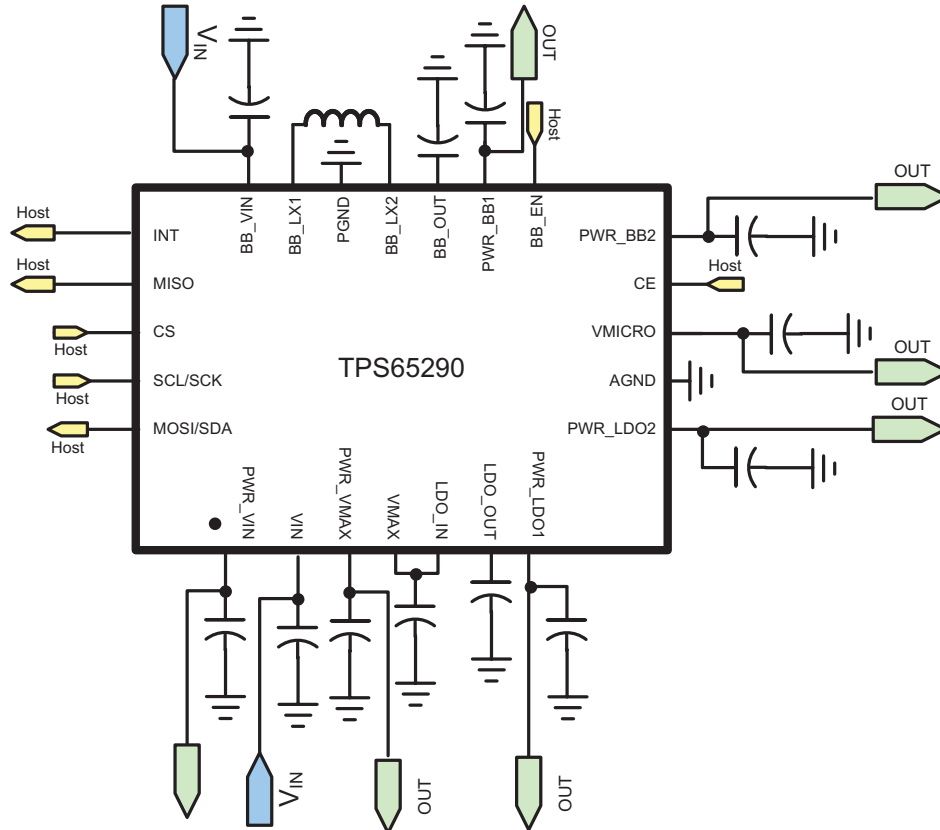 VIN
OUT
Host
OUT
BB_VIN
BB_LX1
PGND
BB_LX2
BB_OUT
PWR_BB1
BB_EN
Host
INT
PWR_BB2
Host
MISO
CE
Host
CS
Host
VMICRO
OUT
TPS65290
SCL/SCK
Host
AGND
MOSI/SDA
Host
PWR_LDO2
OUT
PWR_VIN
VIN
PWR_VMAX
VMAX
LDO_IN
LDO_OUT
PWR_LDO1
VIN
OUT
OUT